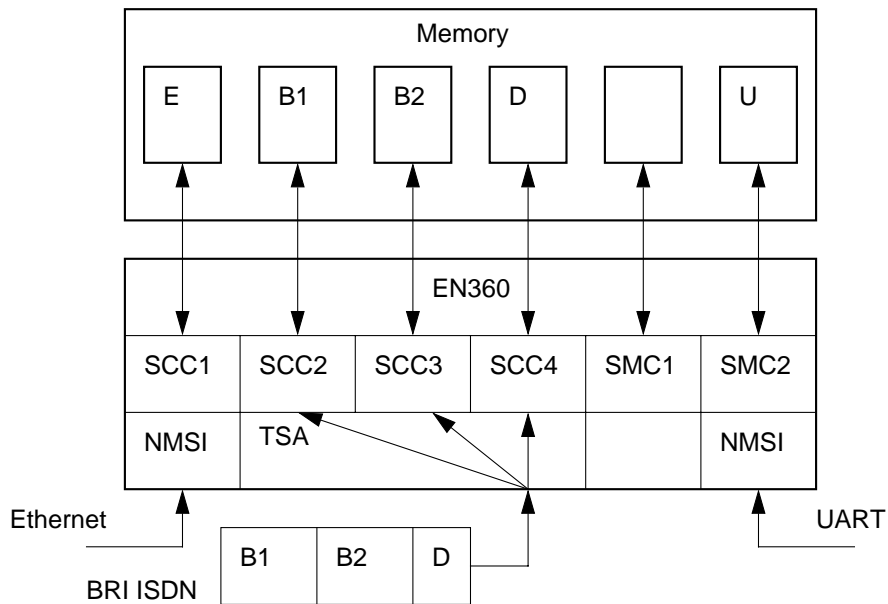 Memory
E B1 B2 D U
EN360
SCC1 SCC2 SCC3 SCC4 SMC1 SMC2
NMSI TSA NMSI
Ethernet UART
B1 B2 D
BRI ISDN